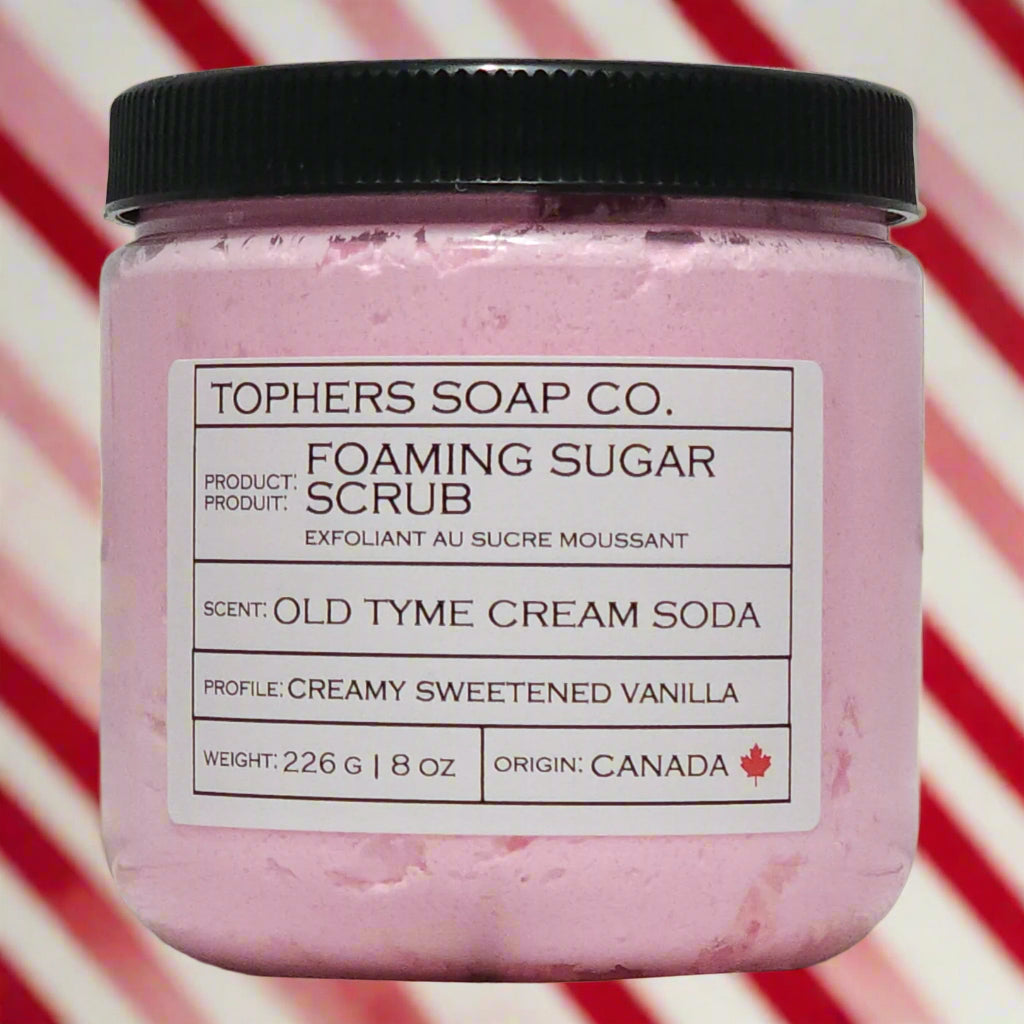 TOPHERS SOAP CO.
PRODUCT: FOAMING SUGAR
PRODUIT: SCRUB
EXFOLIANT AU SUCRE MOUSSANT
SCENT: OLD TYME CREAM SODA
PROFILE: CREAMY SWEETENED VANILLA
WEIGHT: 226 G | 8 OZ
ORIGIN: CANADA